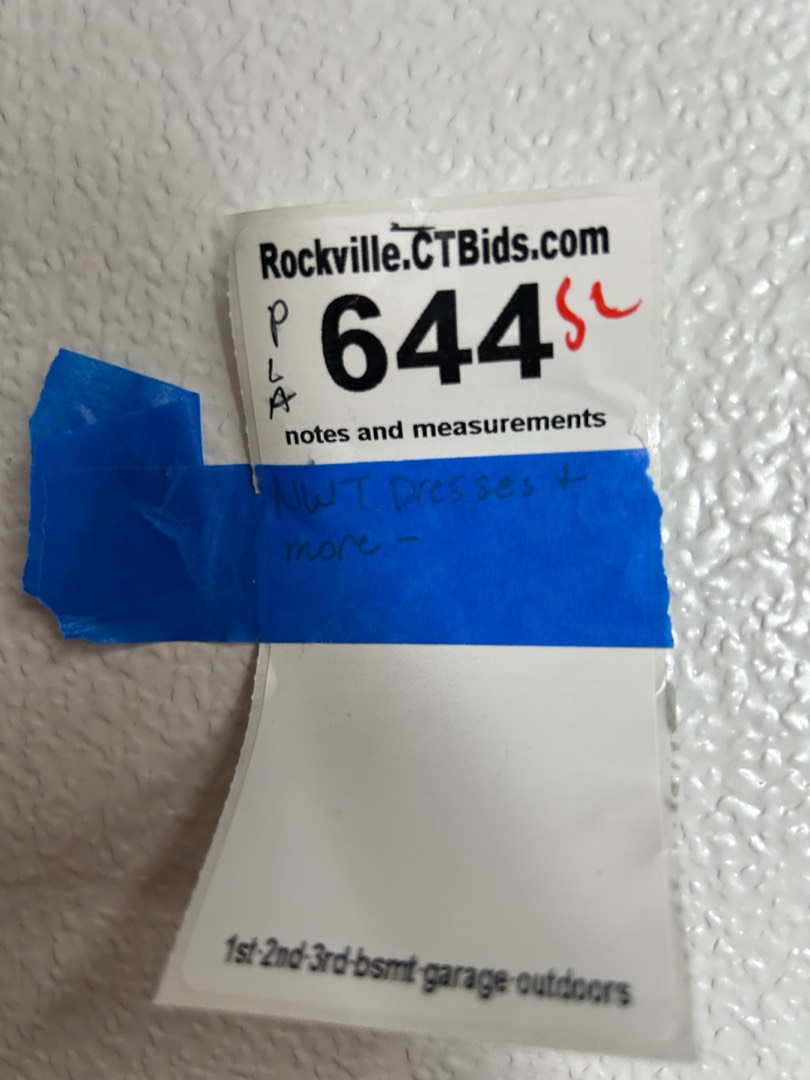 Rockville.CTBids.com
P
L
A
644 SL
notes and measurements
NWT Dresses +
more -
1st-2nd-3rd-bsmt-garage-outdoors